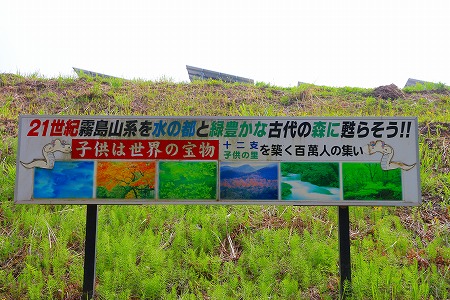 21世紀霧島山系を水の都と緑豊かな古代の森に甦らそう!!
子供は世界の宝物 十二支子供の里を築く百萬人の集い